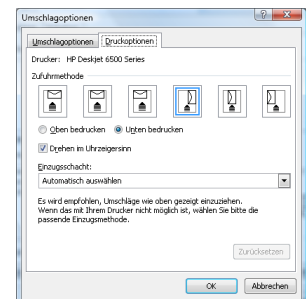 Umschlagoptionen
Umschlagoptionen Druckoptionen
Drucker: HP Deskjet 6500 Series
Zufuhrmethode
Oben bedrucken Unten bedrucken
Drehen im Uhrzeigersinn
Einzugsschacht:
Automatisch auswählen
Es wird empfohlen, Umschläge wie oben gezeigt einzuziehen.
Wenn das mit Ihrem Drucker nicht möglich ist, wählen Sie bitte die
passende Einzugsmethode.
Zurücksetzen
OK Abbrechen